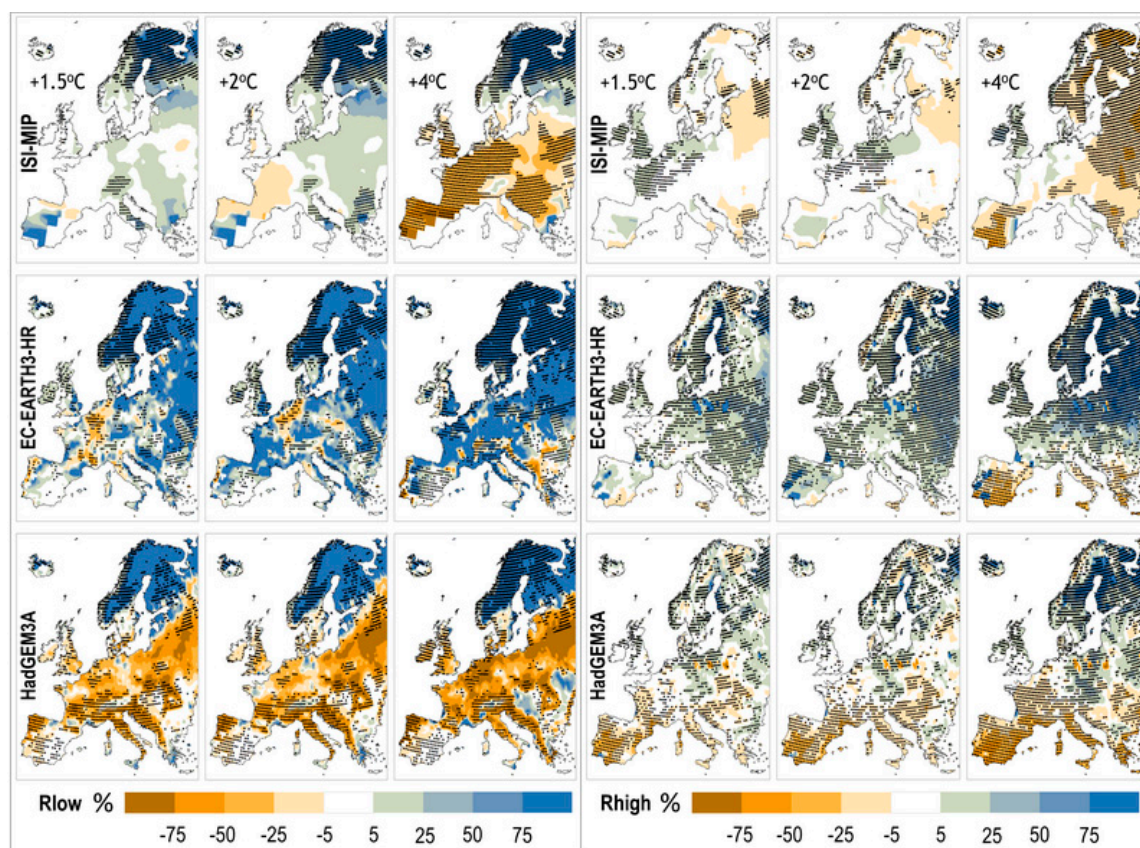 +1.5°C +2°C +4°C +1.5°C +2°C +4°C
ISI-MIP ISI-MIP
EC-EARTH3-HR EC-EARTH3-HR
HadGEM3A HadGEM3A
Rlow % Rhigh %
-75 -50 -25 -5 5 25 50 75 -75 -50 -25 -5 5 25 50 75